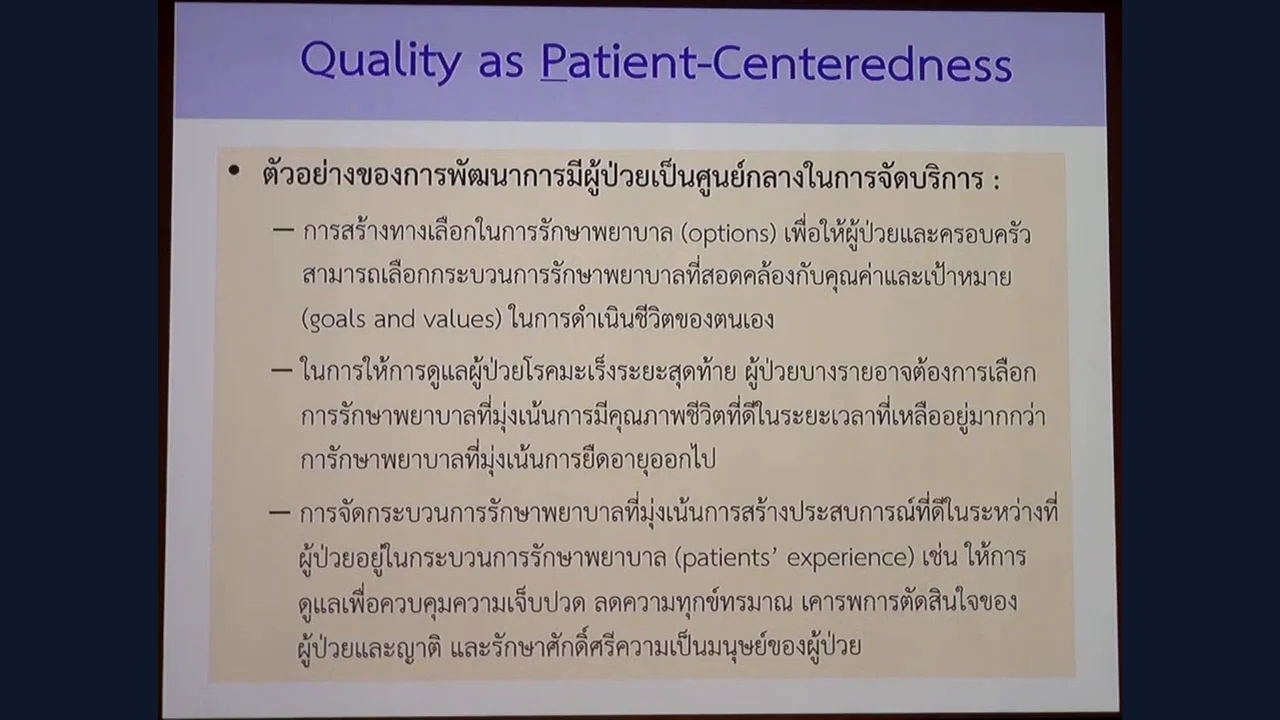 Quality as Patient-Centeredness
• ตัวอย่างของการพัฒนาการมีผู้ป่วยเป็นศูนย์กลางในการจัดบริการ :
— การสร้างทางเลือกในการรักษาพยาบาล (options) เพื่อให้ผู้ป่วยและครอบครัว
สามารถเลือกกระบวนการรักษาพยาบาลที่สอดคล้องกับคุณค่าและเป้าหมาย
(goals and values) ในการดำเนินชีวิตของตนเอง
— ในการให้การดูแลผู้ป่วยโรคมะเร็งระยะสุดท้าย ผู้ป่วยบางรายอาจต้องการเลือก
การรักษาพยาบาลที่มุ่งเน้นการมีคุณภาพชีวิตที่ดีในระยะเวลาที่เหลืออยู่มากกว่า
การักษาพยาบาลที่มุ่งเน้นการยืดอายุออกไป
— การจัดกระบวนการรักษาพยาบาลที่มุ่งเน้นการสร้างประสบการณ์ที่ดีในระหว่างที่
ผู้ป่วยอยู่ในกระบวนการรักษาพยาบาล (patients’ experience) เช่น ให้การ
ดูแลเพื่อควบคุมความเจ็บปวด ลดความทุกข์ทรมาณ เคารพการตัดสินใจของ
ผู้ป่วยและญาติ และรักษาศักดิ์ศรีความเป็นมนุษย์ของผู้ป่วย